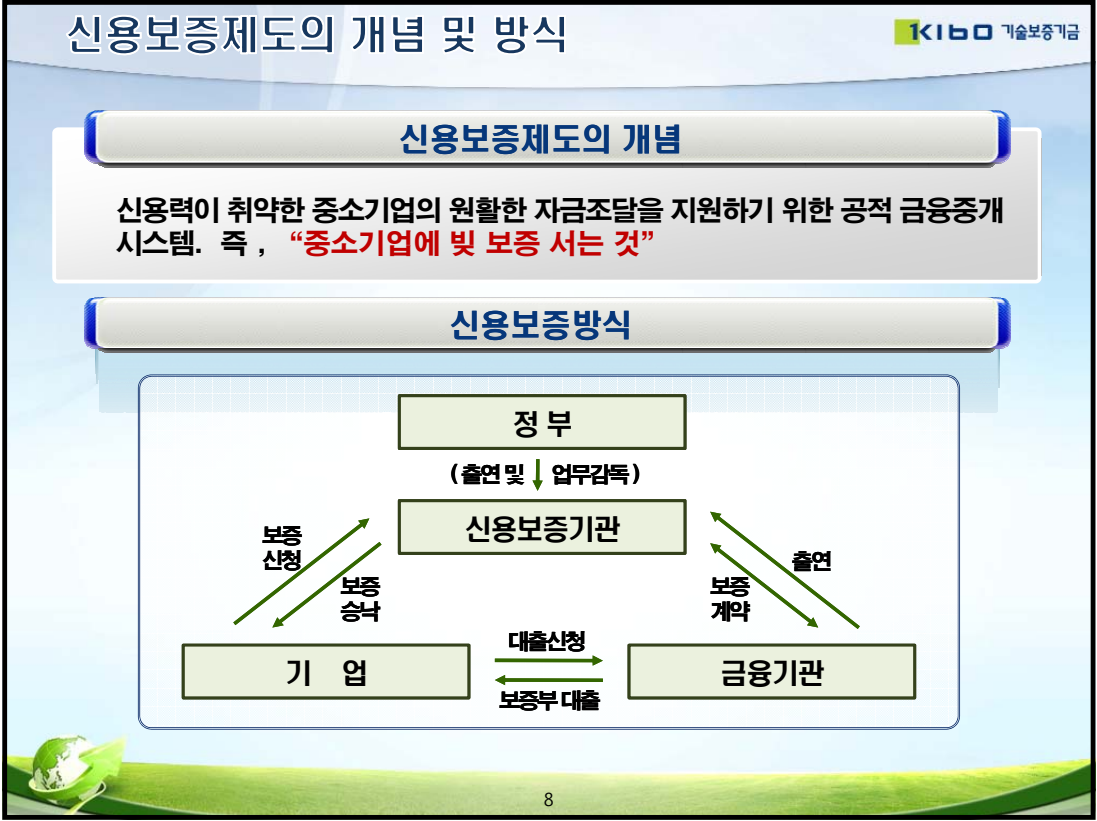 신용보증제도의 개념 및 방식
KIBO 기술보증기금
신용보증제도의 개념
신용력이 취약한 중소기업의 원활한 자금조달을 지원하기 위한 공적 금융중개
시스템. 즉 , “중소기업에 빚 보증 서는 것”
신용보증방식
정 부
( 출연 및 업무감독 )
신용보증기관
보증
신청
보증
승낙
보증
계약
출연
대출신청
기 업
금융기관
보증부 대출
8